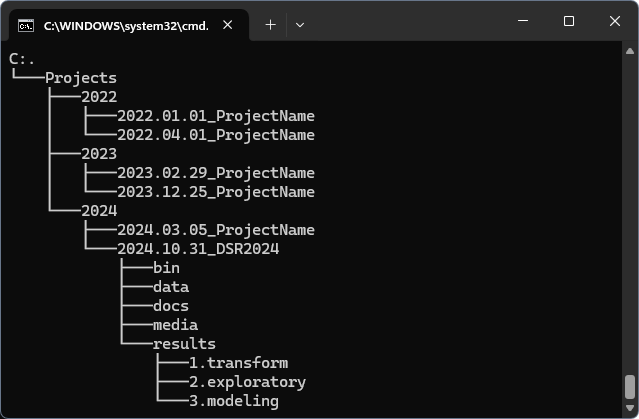 C:\WINDOWS\system32\cmd.
C:.
└───Projects
    ├───2022
    │   ├───2022.01.01_ProjectName
    │   └───2022.04.01_ProjectName
    ├───2023
    │   ├───2023.02.29_ProjectName
    │   └───2023.12.25_ProjectName
    └───2024
        ├───2024.03.05_ProjectName
        └───2024.10.31_DSR2024
            ├───bin
            ├───data
            ├───docs
            ├───media
            └───results
                ├───1.transform
                ├───2.exploratory
                └───3.modeling